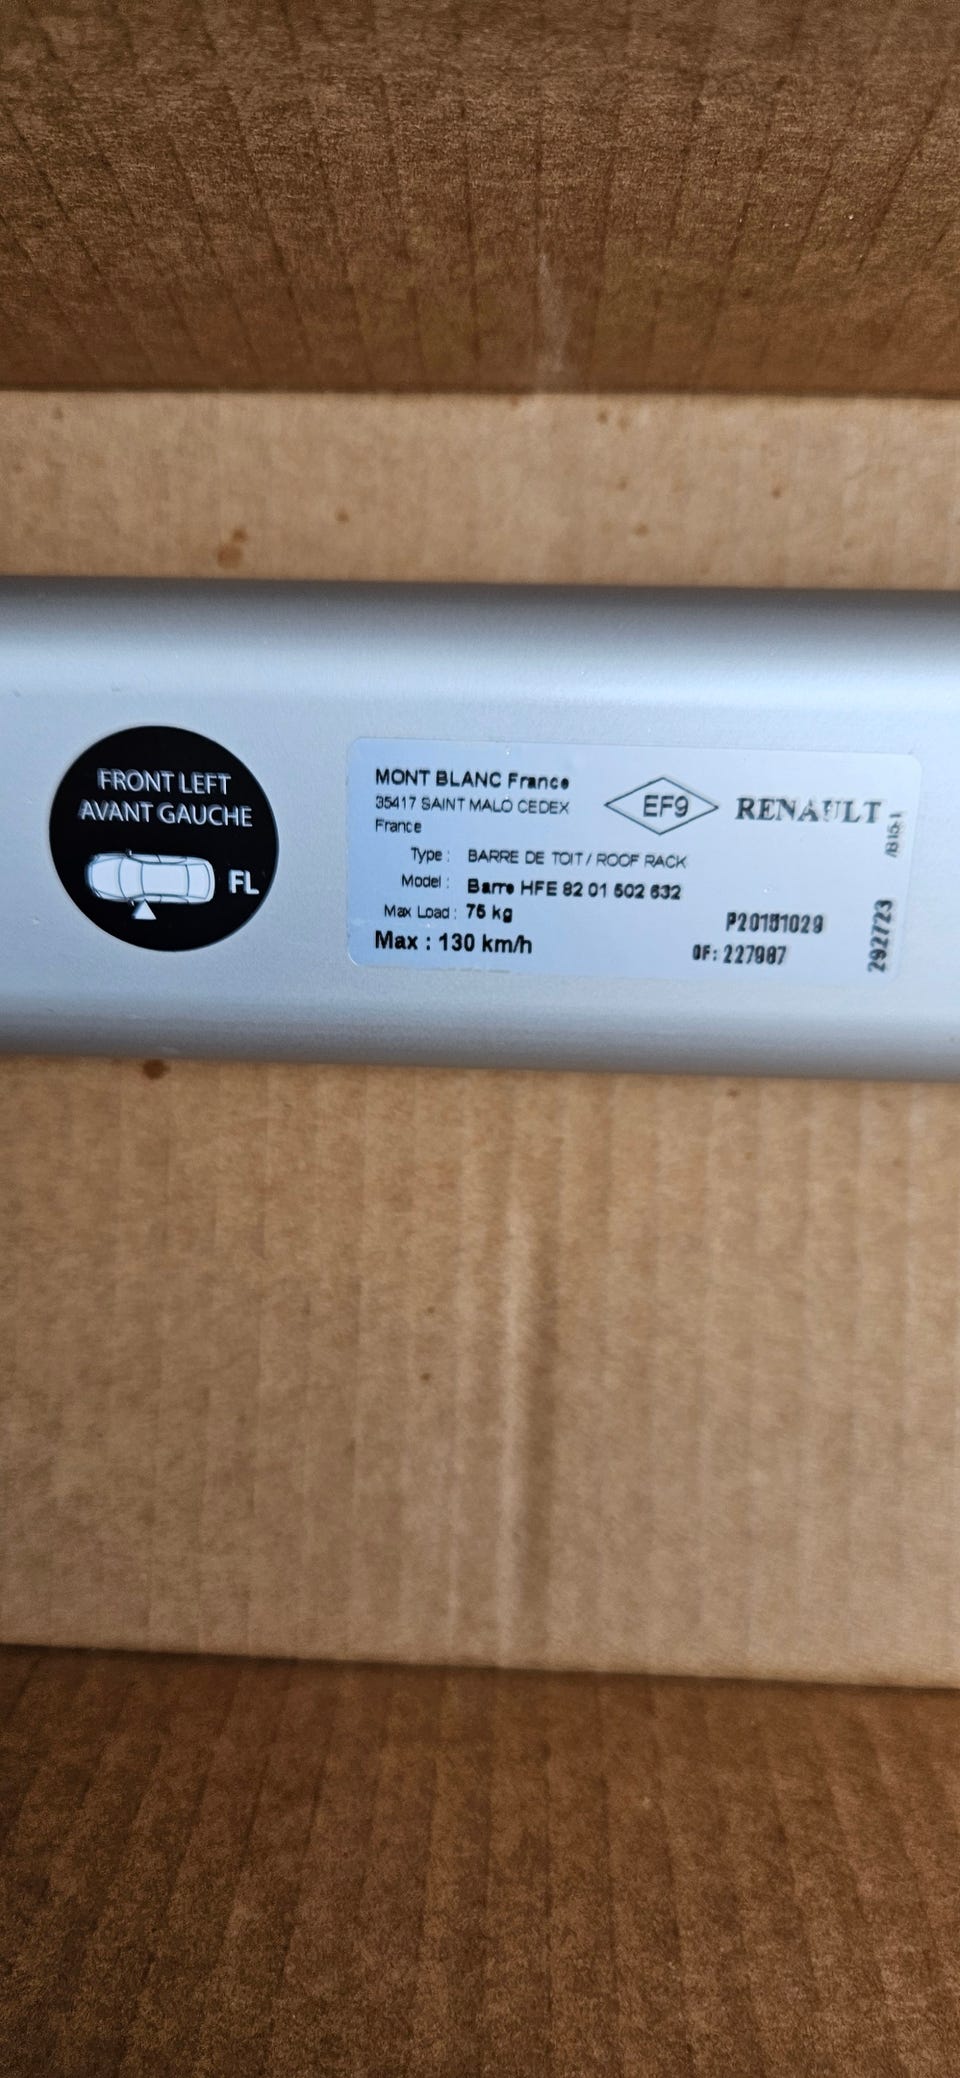 FRONT LEFT
AVANT GAUCHE
FL
MONT BLANC France
35417 SAINT MALO CEDEX
France
EF9
RENAULT
Type : BARRE DE TOIT / ROOF RACK
Model : Barre HFE 82 01 502 632
Max Load : 75 kg
Max : 130 km/h
P20151029
OF: 227987
292723